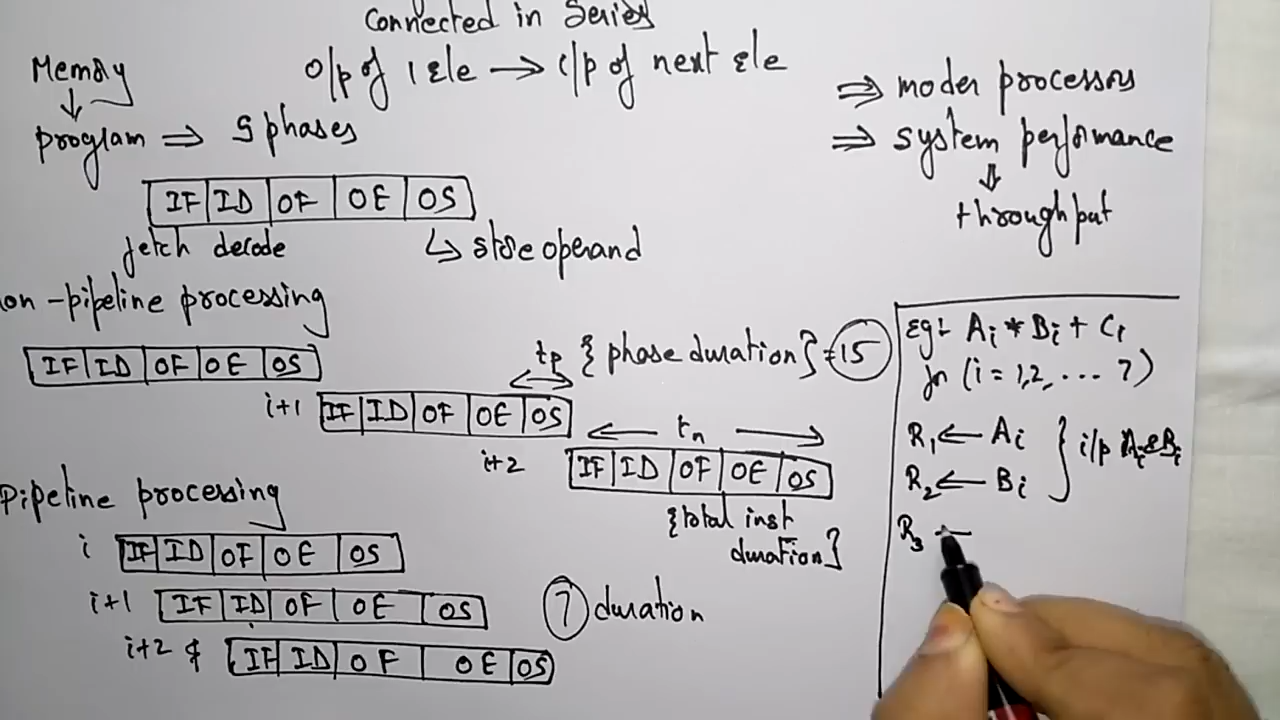 Connected in Series
O/p of 1 ele → i/p of next ele
Memory
↓
program ⇒ 5 phases
IF ID OF OE OS
fetch decode ↳ store operand
⇒ moder processors
⇒ system performance
⇓
throughput
non-pipeline processing
IF ID OF OE OS
tp {phase duration} = 15
i+1 IF ID OF OE OS
← tn →
i+2 IF ID OF OE OS
{total inst
duration}
Pipeline processing
i IF ID OF OE OS
i+1 IF ID OF OE OS
i+2 IF ID OF OE OS
7 duration
Eg:- Ai * Bi + Ci
for (i = 1,2, ... 7)
R1 ← Ai
R2 ← Bi
} i/p Ai & Bi
R3 ←